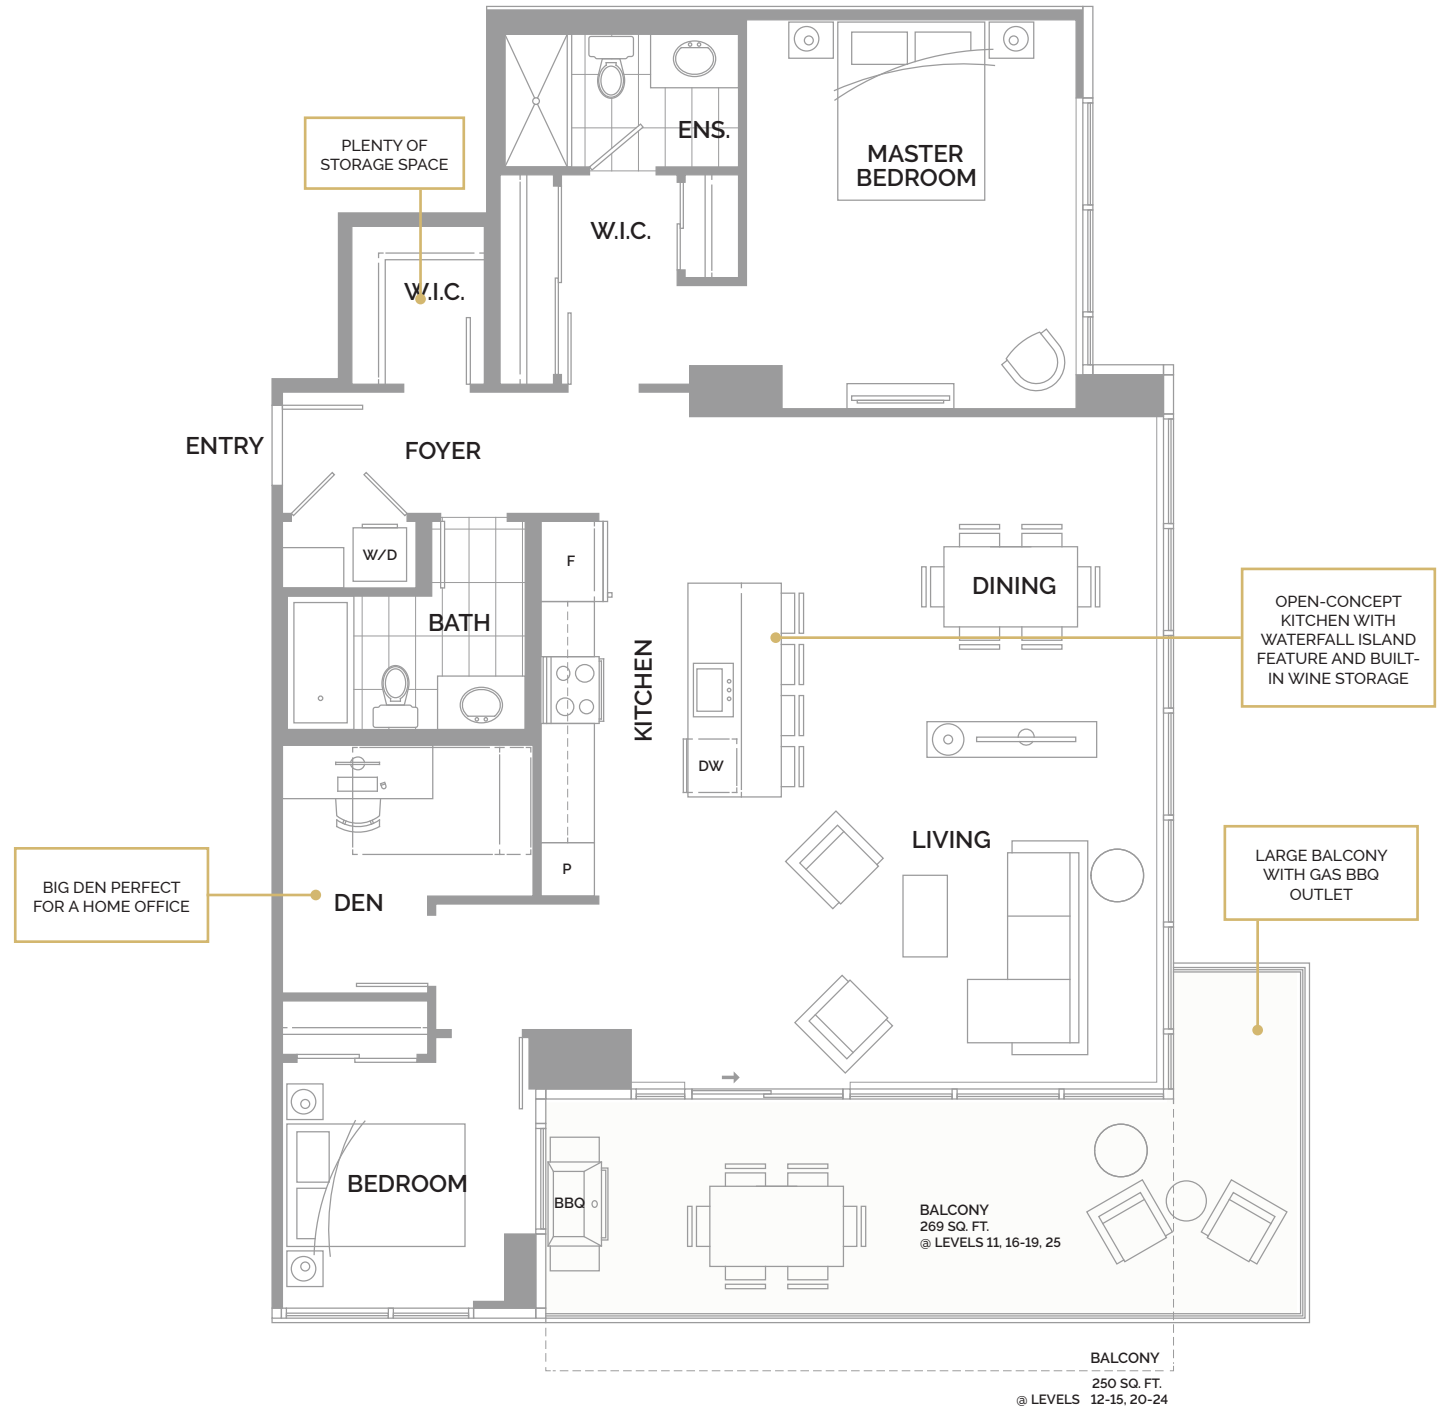 ENS.
MASTER
BEDROOM
PLENTY OF
STORAGE SPACE
W.I.C.
W.I.C.
ENTRY
FOYER
W/D
F
BATH
KITCHEN
DINING
OPEN-CONCEPT
KITCHEN WITH
WATERFALL ISLAND
FEATURE AND BUILT-
IN WINE STORAGE
DW
LIVING
P
BIG DEN PERFECT
FOR A HOME OFFICE
DEN
LARGE BALCONY
WITH GAS BBQ
OUTLET
BEDROOM
BBQ
BALCONY
269 SQ. FT.
@ LEVELS 11, 16-19, 25
BALCONY
250 SQ. FT.
@ LEVELS 12-15, 20-24